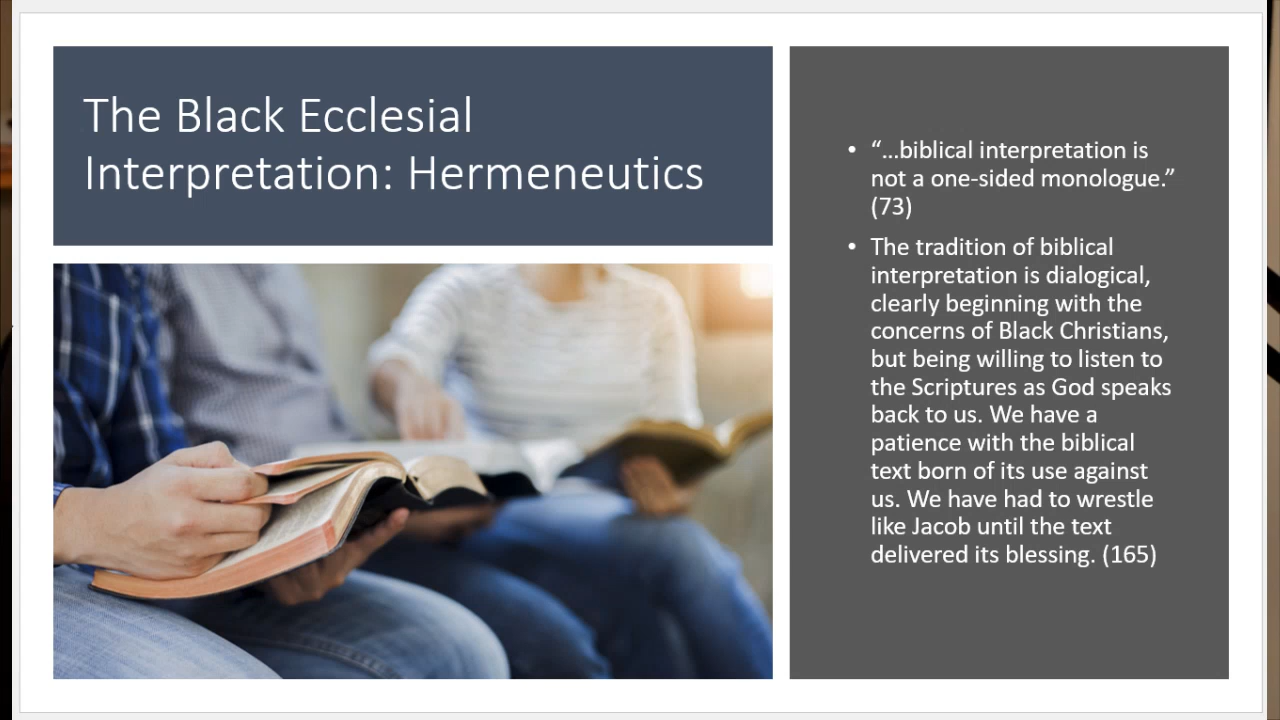 The Black Ecclesial
Interpretation: Hermeneutics
• “…biblical interpretation is
not a one-sided monologue.”
(73)
• The tradition of biblical
interpretation is dialogical,
clearly beginning with the
concerns of Black Christians,
but being willing to listen to
the Scriptures as God speaks
back to us. We have a
patience with the biblical
text born of its use against
us. We have had to wrestle
like Jacob until the text
delivered its blessing. (165)